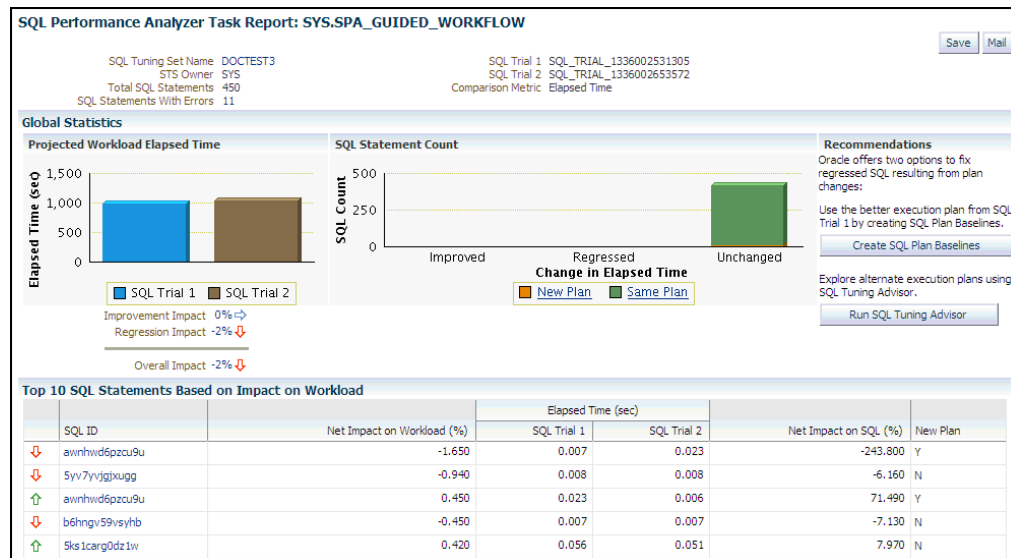 SQL Performance Analyzer Task Report: SYS.SPA_GUIDED_WORKFLOW
Save Mail
SQL Tuning Set Name DOCTEST3
STS Owner SYS
Total SQL Statements 450
SQL Statements With Errors 11
SQL Trial 1 SQL_TRIAL_1336002531305
SQL Trial 2 SQL_TRIAL_1336002653572
Comparison Metric Elapsed Time
Global Statistics
Projected Workload Elapsed Time
Elapsed Time (sec)
1,500
1,000
500
0
SQL Trial 1 SQL Trial 2
Improvement Impact 0%
Regression Impact -2%
Overall Impact -2%
SQL Statement Count
SQL Count
500
250
0
Improved Regressed Unchanged
Change in Elapsed Time
New Plan Same Plan
Recommendations
Oracle offers two options to fix
regressed SQL resulting from plan
changes:
Use the better execution plan from SQL
Trial 1 by creating SQL Plan Baselines.
Create SQL Plan Baselines
Explore alternate execution plans using
SQL Tuning Advisor.
Run SQL Tuning Advisor
Top 10 SQL Statements Based on Impact on Workload
Elapsed Time (sec)
SQL ID Net Impact on Workload (%) SQL Trial 1 SQL Trial 2 Net Impact on SQL (%) New Plan
awnhwd6pzcu9u -1.650 0.007 0.023 -243.800 Y
5yv7yvjgjxugg -0.940 0.008 0.008 -6.160 N
awnhwd6pzcu9u 0.450 0.023 0.006 71.490 Y
b6hngv59vsyhb -0.450 0.007 0.007 -7.130 N
5ks1carg0dz1w 0.420 0.056 0.051 7.970 N